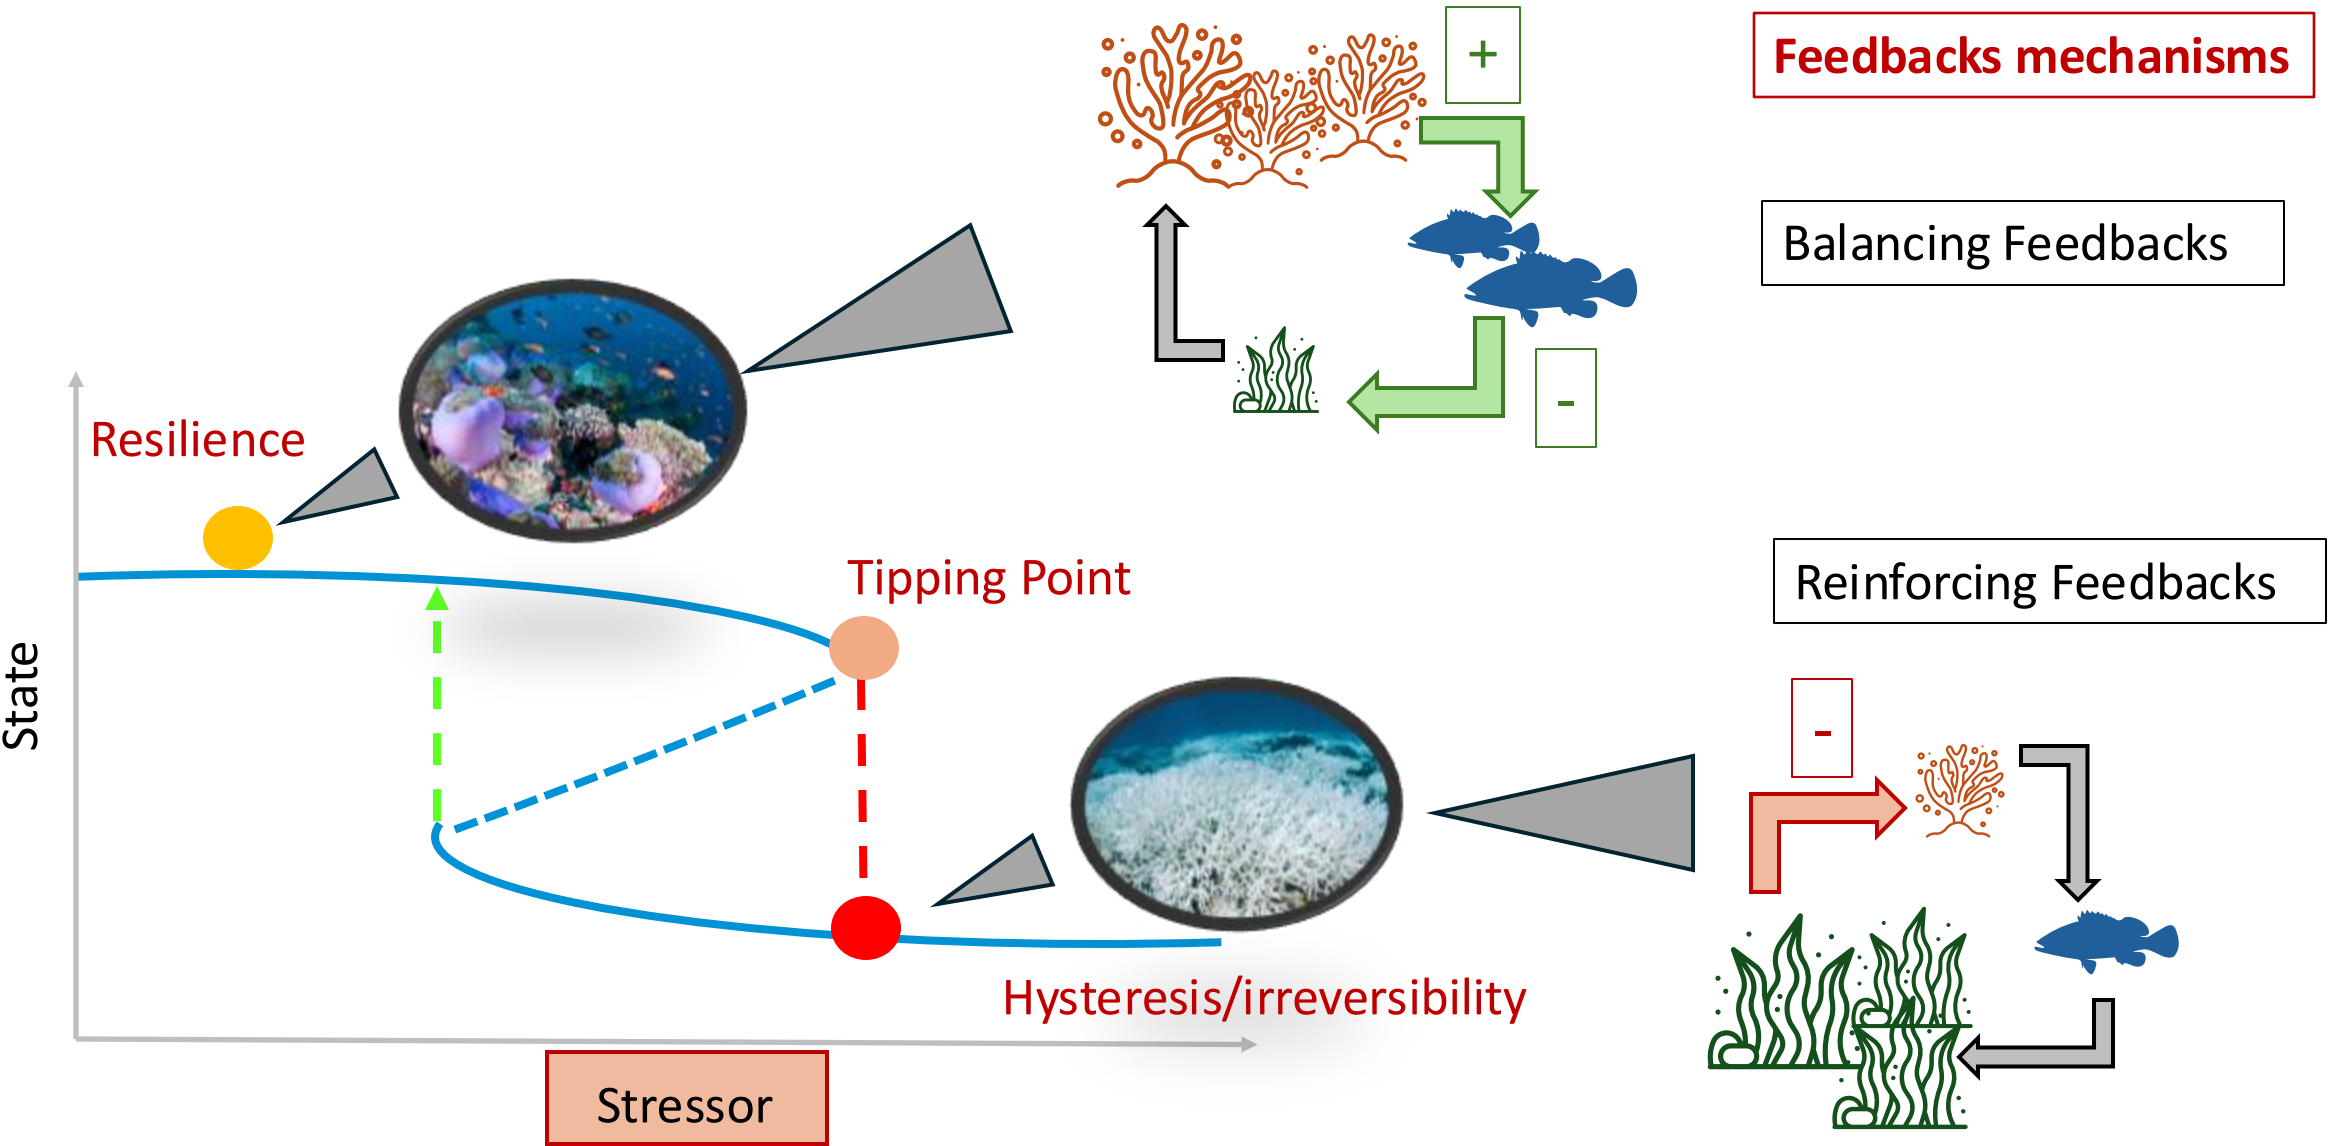 +
Feedbacks mechanisms
Balancing Feedbacks
-
Resilience
Tipping Point
Reinforcing Feedbacks
State
-
Hysteresis/irreversibility
Stressor